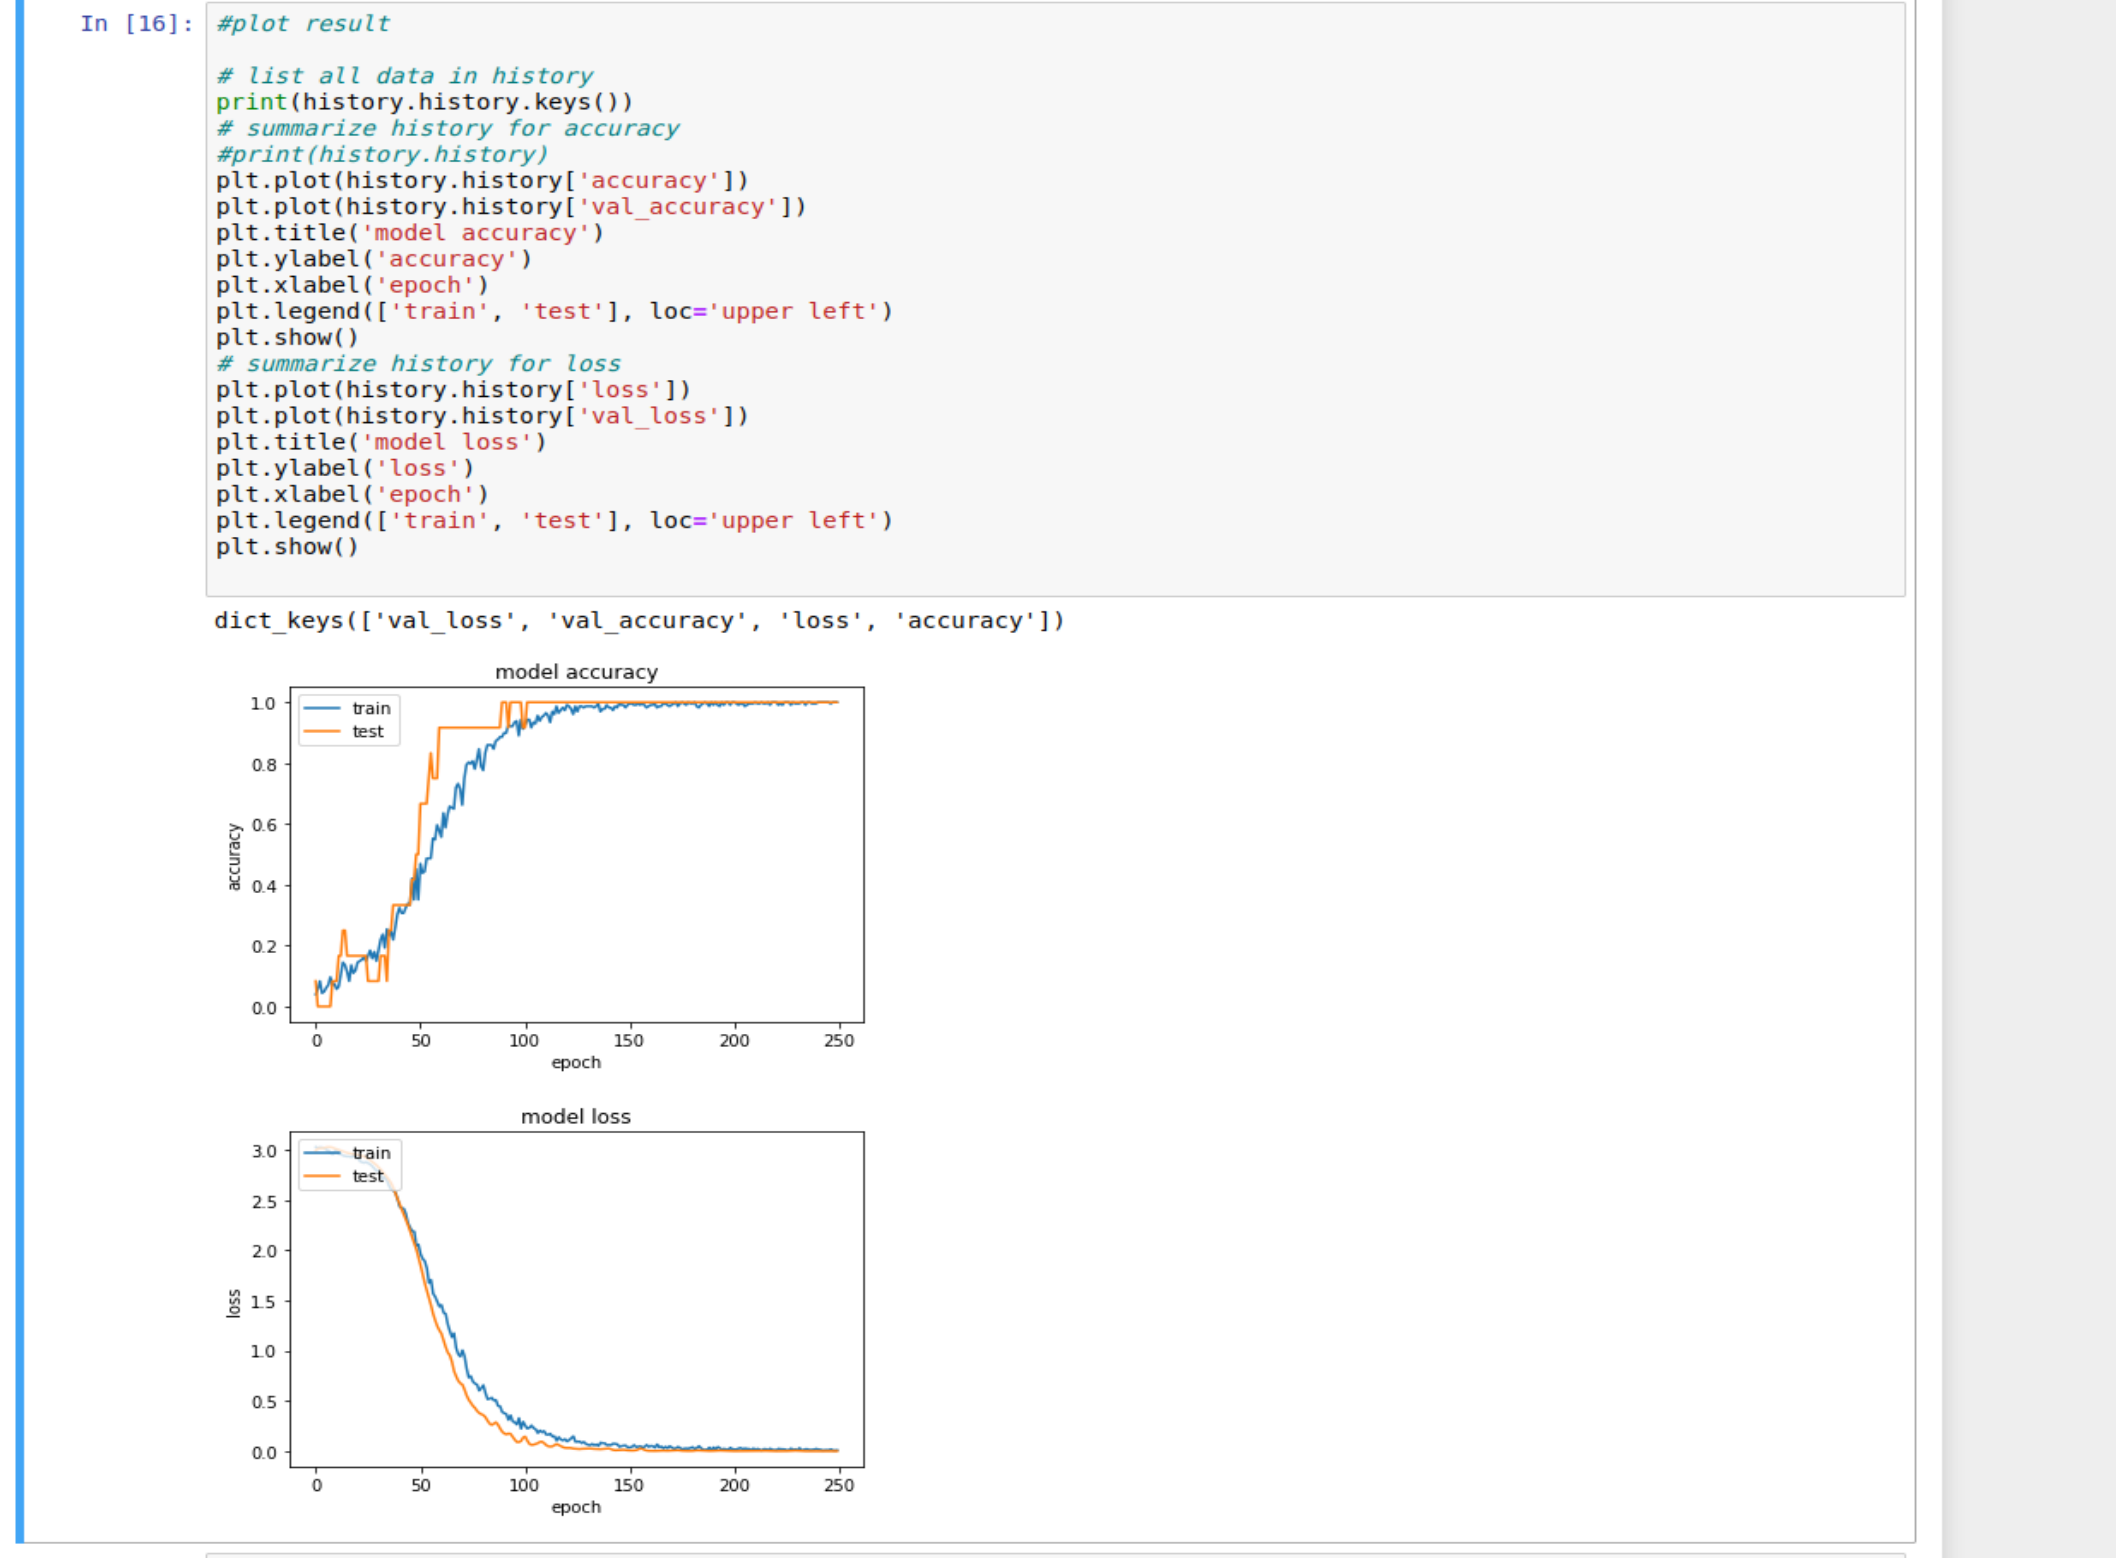 In [16]:
#plot result
# list all data in history
print(history.history.keys())
# summarize history for accuracy
#print(history.history)
plt.plot(history.history['accuracy'])
plt.plot(history.history['val_accuracy'])
plt.title('model accuracy')
plt.ylabel('accuracy')
plt.xlabel('epoch')
plt.legend(['train', 'test'], loc='upper left')
plt.show()
# summarize history for loss
plt.plot(history.history['loss'])
plt.plot(history.history['val_loss'])
plt.title('model loss')
plt.ylabel('loss')
plt.xlabel('epoch')
plt.legend(['train', 'test'], loc='upper left')
plt.show()
dict_keys(['val_loss', 'val_accuracy', 'loss', 'accuracy'])
model accuracy
train
test
1.0
0.8
0.6
0.4
0.2
0.0
accuracy
0 50 100 150 200 250
epoch
model loss
train
test
3.0
2.5
2.0
1.5
1.0
0.5
0.0
loss
0 50 100 150 200 250
epoch